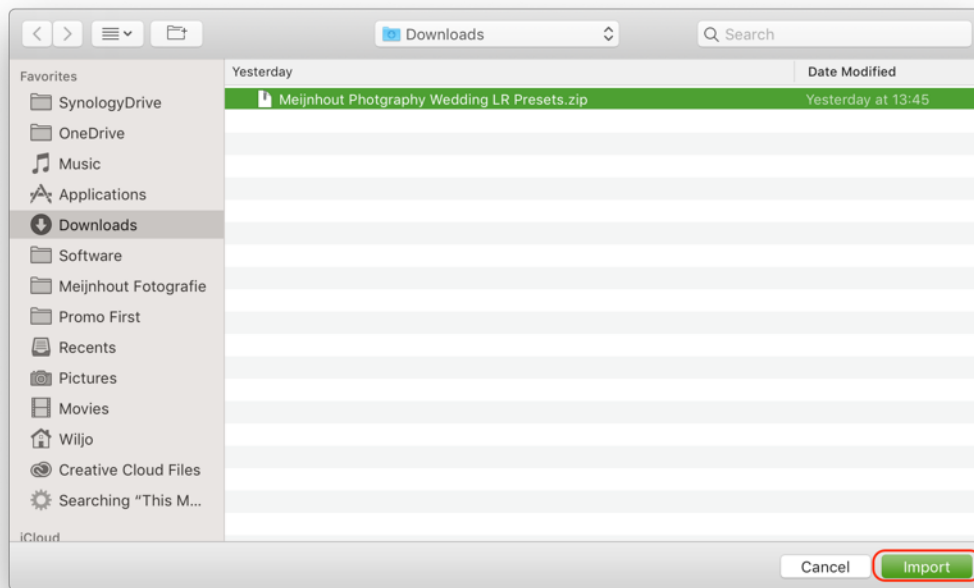 Downloads
Search
Favorites
SynologyDrive
OneDrive
Music
Applications
Downloads
Software
Meijnhout Fotografie
Promo First
Recents
Pictures
Movies
Wiljo
Creative Cloud Files
Searching “This M...
iCloud
Yesterday Date Modified
Meijnhout Photgraphy Wedding LR Presets.zip Yesterday at 13:45
Cancel Import